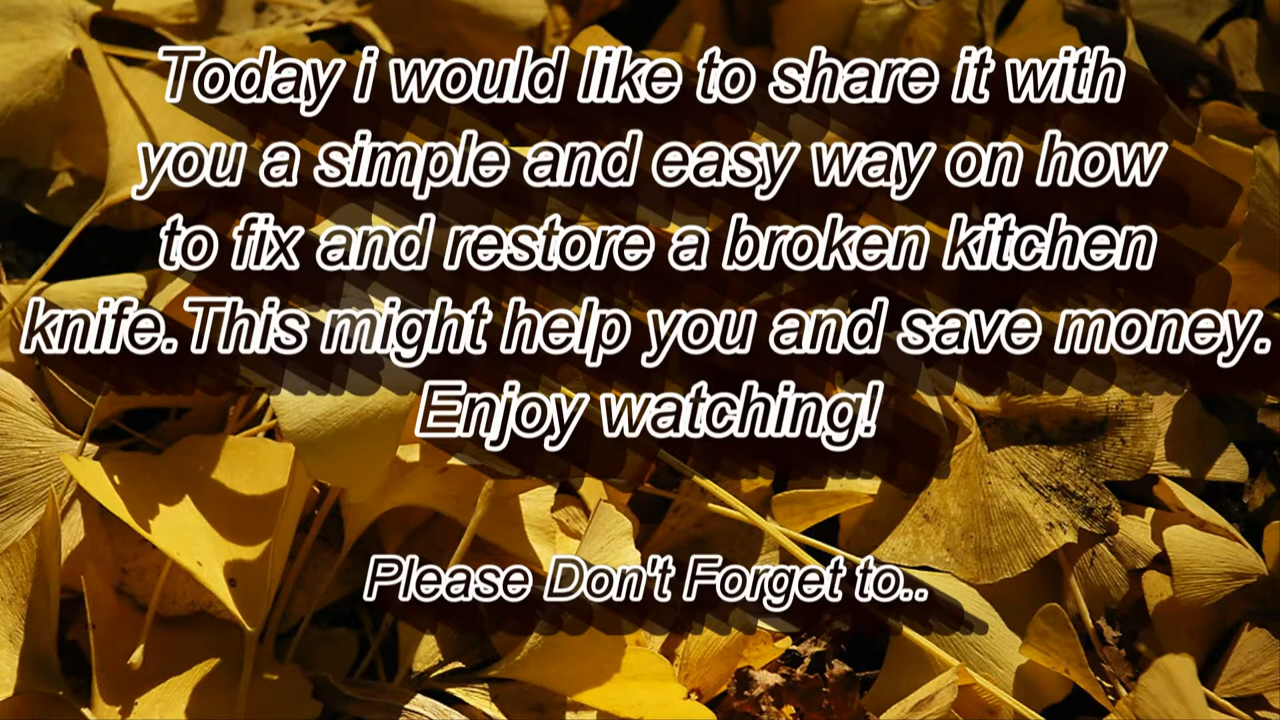 Today i would like to share it with
you a simple and easy way on how
to fix and restore a broken kitchen
knife.This might help you and save money.
Enjoy watching!
Please Don't Forget to..